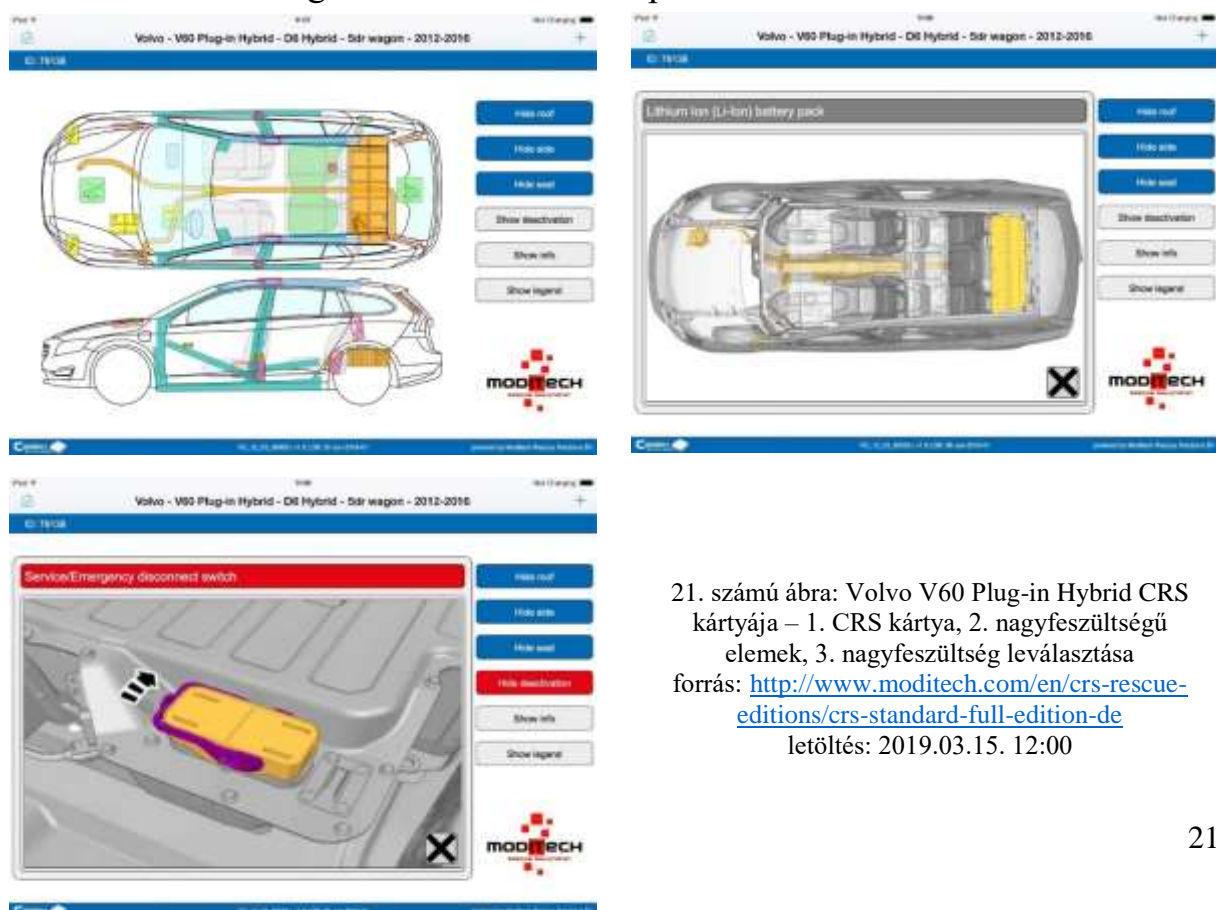 Volvo - V60 Plug-in Hybrid - D6 Hybrid - 5dr wagon - 2012-2016
Hide roof
Hide side
Hide seat
Show deactivation
Show info
Show legend
MODITECH
Volvo - V60 Plug-in Hybrid - D6 Hybrid - 5dr wagon - 2012-2016
Lithium Ion (Li-Ion) battery pack
Hide roof
Hide side
Hide seat
Show deactivation
Show info
Show legend
MODITECH
Volvo - V60 Plug-in Hybrid - D6 Hybrid - 5dr wagon - 2012-2016
Service/Emergency disconnect switch
Hide roof
Hide side
Hide seat
Hide deactivation
Show info
Show legend
MODITECH
21. számú ábra: Volvo V60 Plug-in Hybrid CRS
kártyája – 1. CRS kártya, 2. nagyfeszültségű
elemek, 3. nagyfeszültség leválasztása
forrás: http://www.moditech.com/en/crs-rescue-
editions/crs-standard-full-edition-de
letöltés: 2019.03.15. 12:00
21